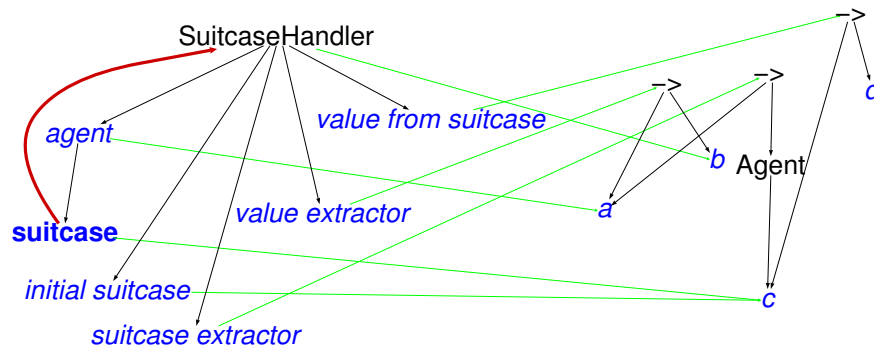 ->
SuitcaseHandler
-> ->
value from suitcase
agent
b Agent
value extractor a
suitcase
initial suitcase c
suitcase extractor